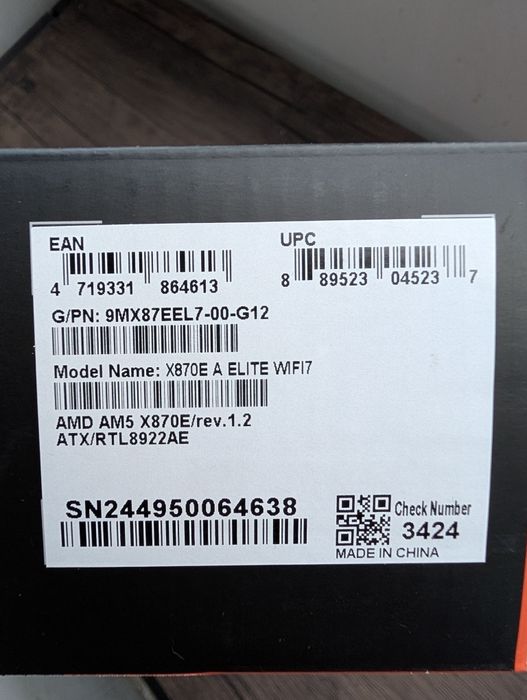 EAN
UPC
4 719331 864613
8 89523 04523 7
G/PN: 9MX87EEL7-00-G12
Model Name: X870E A ELITE WIFI7
AMD AM5 X870E/rev.1.2
ATX/RTL8922AE
SN244950064638
Check Number
3424
MADE IN CHINA